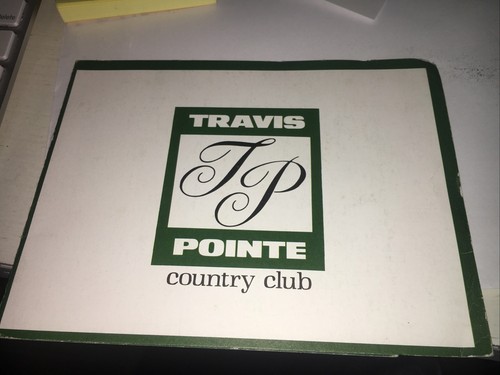 TRAVIS
TP
POINTE
country club